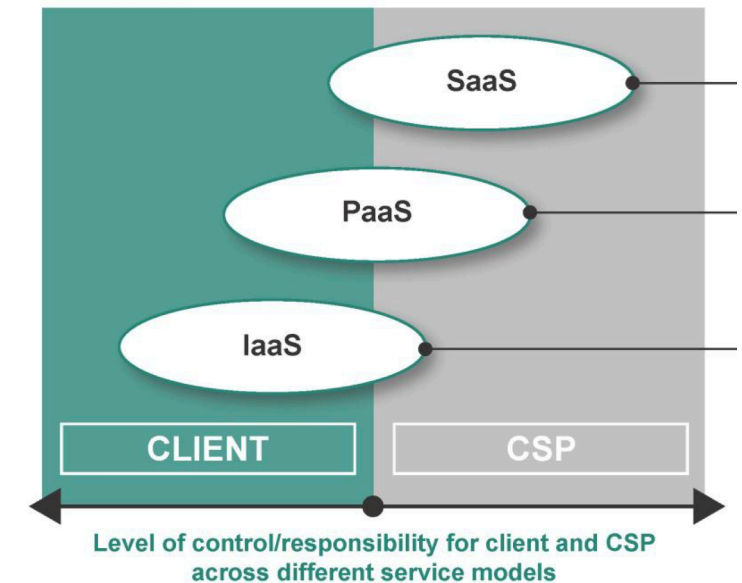 SaaS
PaaS
IaaS
CLIENT
CSP
Level of control/responsibility for client and CSP
across different service models